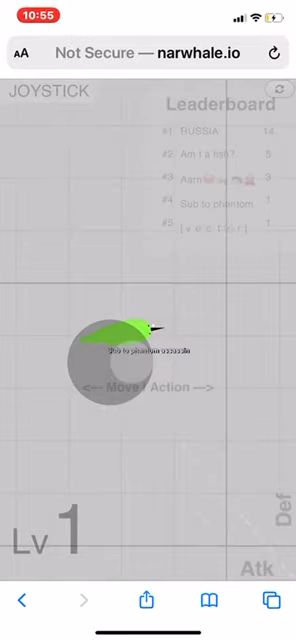 10:55
AA Not Secure — narwhale.io
JOYSTICK
Leaderboard
#1 RUSSIA 14
#2 Am I a fish? 5
#3 Aarn 3
#4 Sub to phantom 1
#5 [ v e c t o r ] 1
Sub to phantom assassin
<— Move / Action —>
Lv 1
Def
Atk